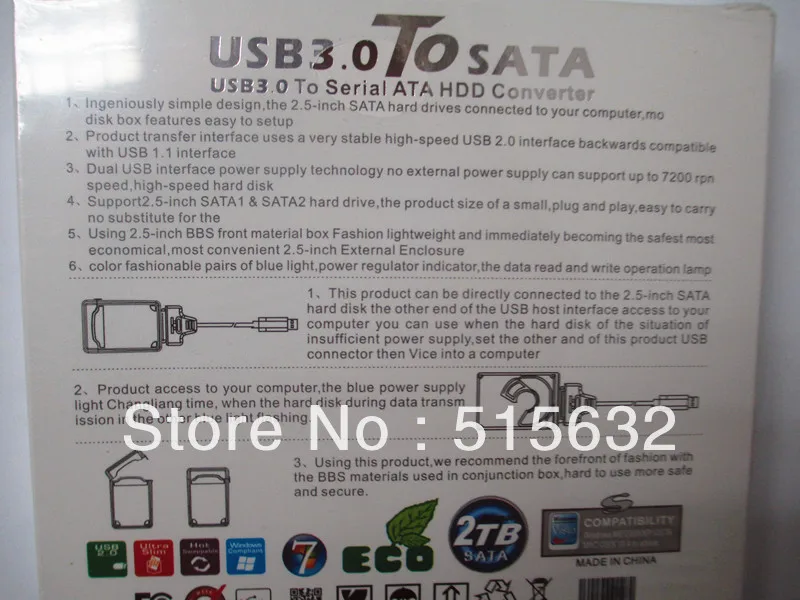 USB3.0 To SATA
USB3.0 To Serial ATA HDD Converter
1、Ingeniously simple design,the 2.5-inch SATA hard drives connected to your computer,mo
disk box features easy to setup
2、Product transfer interface uses a very stable high-speed USB 2.0 interface backwards compatible
with USB 1.1 interface
3、Dual USB interface power supply technology no external power supply can support up to 7200 rpn
speed,high-speed hard disk
4、Support2.5-inch SATA1 & SATA2 hard drive,the product size of a small,plug and play,easy to carry
no substitute for the
5、Using 2.5-inch BBS front material box Fashion lightweight and immediately becoming the safest most
economical,most convenient 2.5-inch External Enclosure
6、color fashionable pairs of blue light,power regulator indicator,the data read and write operation lamp
1、This product can be directly connected to the 2.5-inch SATA
hard disk the other end of the USB host interface access to your
computer you can use when the hard disk of the situation of
insufficient power supply,set the other and of this product USB
connector then Vice into a computer
2、Product access to your computer,the blue power supply
light Changliang time, when the hard disk during data transm
ission in the other blue light flashing.
Store No : 515632
3、Using this product,we recommend the forefront of fashion with
the BBS materials used in conjunction box,hard to use more safe
and secure.
USB 2.0
Ultra Slim
Hot Swappable
Windows Compliant
7
ECO
2TB
SATA
COMPATIBILITY
MADE IN CHINA